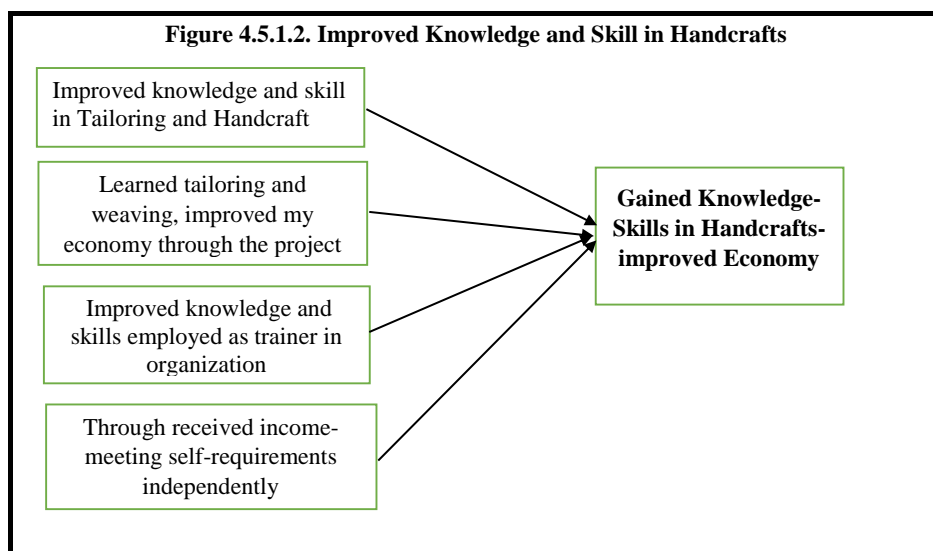 Figure 4.5.1.2. Improved Knowledge and Skill in Handcrafts
Improved knowledge and skill
in Tailoring and Handcraft
Learned tailoring and
weaving, improved my
economy through the project
Improved knowledge and
skills employed as trainer in
organization
Through received income-
meeting self-requirements
independently
Gained Knowledge-
Skills in Handcrafts-
improved Economy